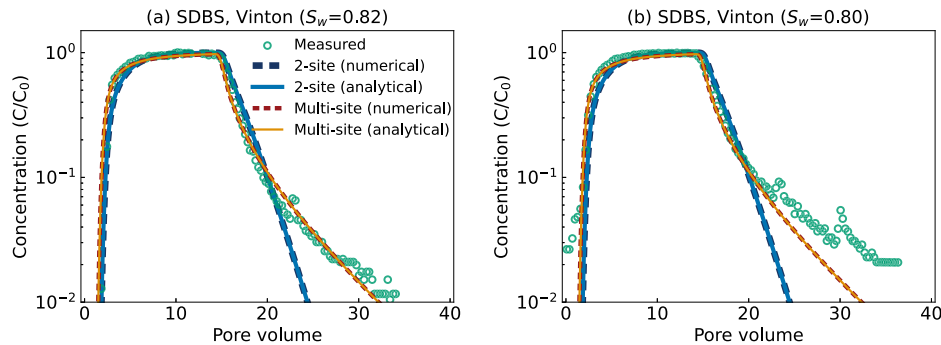 (a) SDBS, Vinton (S_w=0.82)
Concentration (C/C_0)
10^0
10^−1
10^−2
Measured
2-site (numerical)
2-site (analytical)
Multi-site (numerical)
Multi-site (analytical)
0 10 20 30 40
Pore volume
(b) SDBS, Vinton (S_w=0.80)
Concentration (C/C_0)
10^0
10^−1
10^−2
0 10 20 30 40
Pore volume